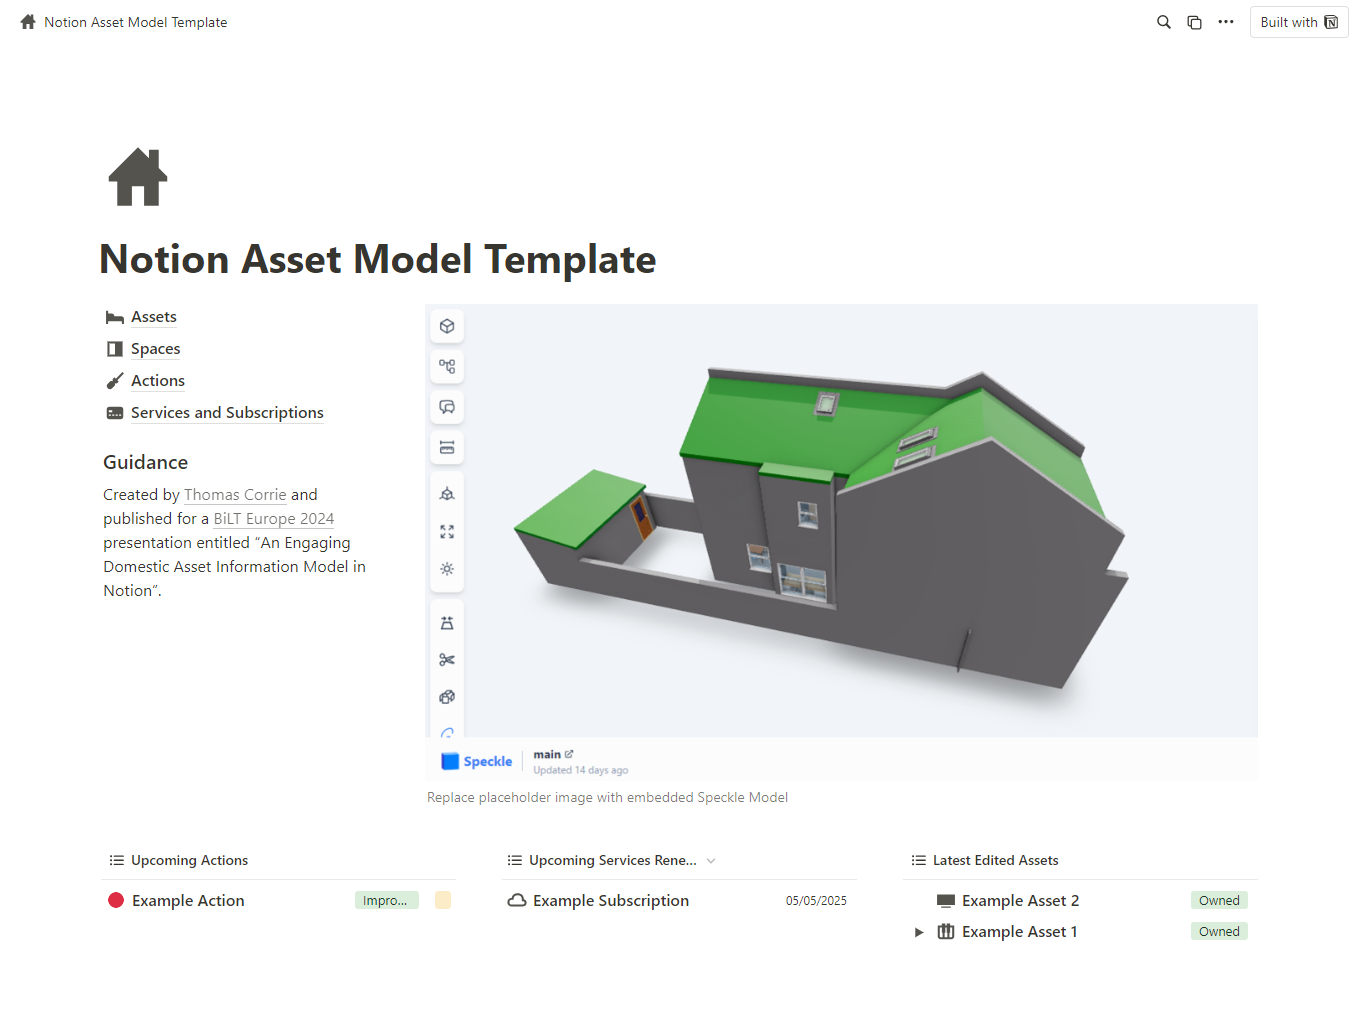 Notion Asset Model Template
Built with
Notion Asset Model Template
Assets
Spaces
Actions
Services and Subscriptions
Guidance
Created by Thomas Corrie and
published for a BiLT Europe 2024
presentation entitled “An Engaging
Domestic Asset Information Model in
Notion”.
Speckle
main
Updated 14 days ago
Replace placeholder image with embedded Speckle Model
Upcoming Actions
Example Action Impro...
Upcoming Services Rene...
Example Subscription 05/05/2025
Latest Edited Assets
Example Asset 2 Owned
Example Asset 1 Owned